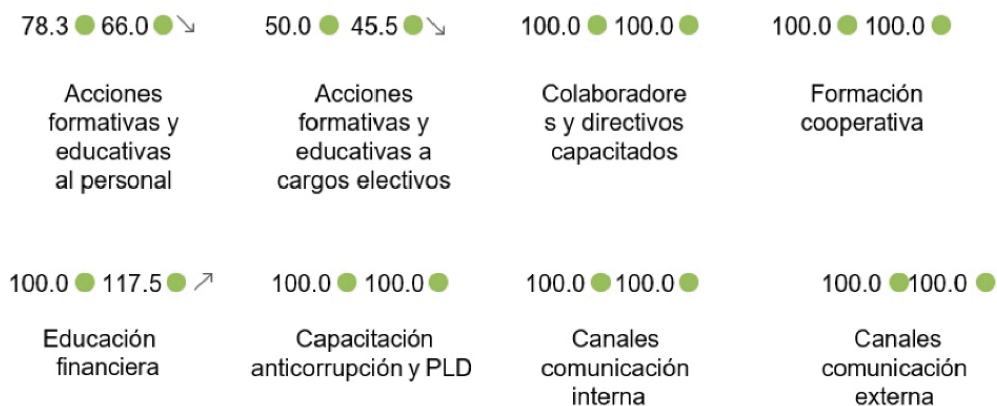 78.3 66.0
50.0 45.5
100.0 100.0
100.0 100.0
Acciones
formativas y
educativas
al personal
Acciones
formativas y
educativas a
cargos electivos
Colaboradore
s y directivos
capacitados
Formación
cooperativa
100.0 117.5
100.0 100.0
100.0 100.0
100.0 100.0
Educación
financiera
Capacitación
anticorrupción y PLD
Canales
comunicación
interna
Canales
comunicación
externa